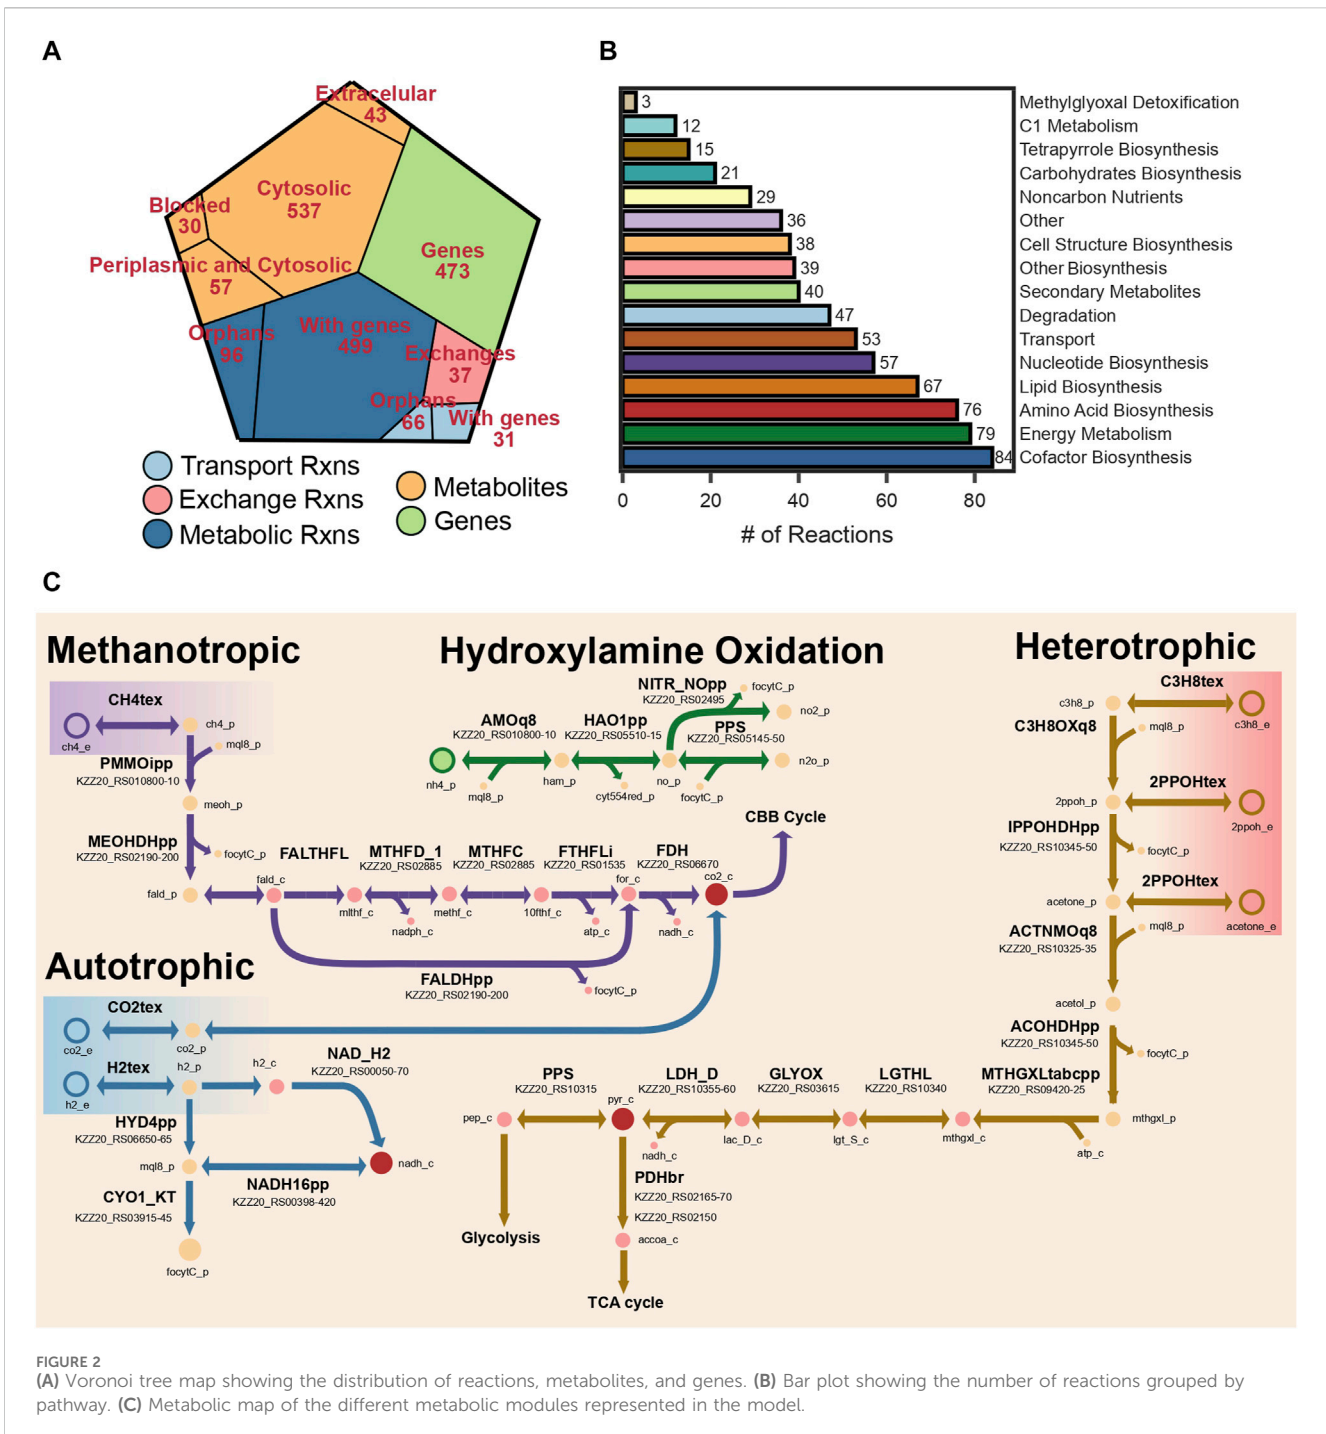 A
Extracelular
43
Cytosolic
537
Blocked
30
Periplasmic and Cytosolic
57
Genes
473
Orphans
96
With genes
499
Exchanges
37
Orphans
66
With genes
31
Transport Rxns
Exchange Rxns
Metabolic Rxns
Metabolites
Genes
B
3 Methylglyoxal Detoxification
12 C1 Metabolism
15 Tetrapyrrole Biosynthesis
21 Carbohydrates Biosynthesis
29 Noncarbon Nutrients
36 Other
38 Cell Structure Biosynthesis
39 Other Biosynthesis
40 Secondary Metabolites
47 Degradation
53 Transport
57 Nucleotide Biosynthesis
67 Lipid Biosynthesis
76 Amino Acid Biosynthesis
79 Energy Metabolism
84 Cofactor Biosynthesis
0 20 40 60 80
# of Reactions
C
Methanotropic
CH4tex
ch4_e
ch4_p
mql8_p
PMMOipp
KZZ20_RS010800-10
meoh_p
MEOHDHpp
KZZ20_RS02190-200
focytC_p
fald_p
fald_c
FALTHFL
mlthf_c
MTHFD_1
KZZ20_RS02885
nadph_c
methf_c
MTHFC
KZZ20_RS02885
10fthf_c
FTHFLi
KZZ20_RS01535
atp_c
for_c
FDH
KZZ20_RS06670
nadh_c
co2_c
CBB Cycle
FALDHpp
KZZ20_RS02190-200
focytC_p
Hydroxylamine Oxidation
AMOq8
KZZ20_RS010800-10
nh4_p
mql8_p
ham_p
HAO1pp
KZZ20_RS05510-15
cyt554red_p
no_p
NITR_NOpp
KZZ20_RS02495
focytC_p
no2_p
PPS
KZZ20_RS05145-50
focytC_p
n2o_p
Autotrophic
CO2tex
co2_e
co2_p
H2tex
h2_e
h2_p
h2_c
NAD_H2
KZZ20_RS00050-70
HYD4pp
KZZ20_RS06650-65
mql8_p
nadh_c
NADH16pp
KZZ20_RS00398-420
CYO1_KT
KZZ20_RS03915-45
focytC_p
Heterotrophic
C3H8tex
c3h8_p
c3h8_e
C3H8OXq8
mql8_p
2PPOHtex
2ppoh_p
2ppoh_e
IPPOHDHpp
KZZ20_RS10345-50
focytC_p
2PPOHtex
acetone_p
acetone_e
ACTNMOq8
KZZ20_RS10325-35
mql8_p
acetol_p
ACOHDHpp
KZZ20_RS10345-50
focytC_p
MTHGXLtabcpp
KZZ20_RS09420-25
mthgxl_p
atp_c
mthgxl_c
LGTHL
KZZ20_RS10340
lgt_S_c
GLYOX
KZZ20_RS03615
lac_D_c
LDH_D
KZZ20_RS10355-60
nadh_c
pyr_c
PPS
KZZ20_RS10315
pep_c
Glycolysis
PDHbr
KZZ20_RS02165-70
KZZ20_RS02150
accoa_c
TCA cycle
FIGURE 2
(A) Voronoi tree map showing the distribution of reactions, metabolites, and genes. (B) Bar plot showing the number of reactions grouped by
pathway. (C) Metabolic map of the different metabolic modules represented in the model.